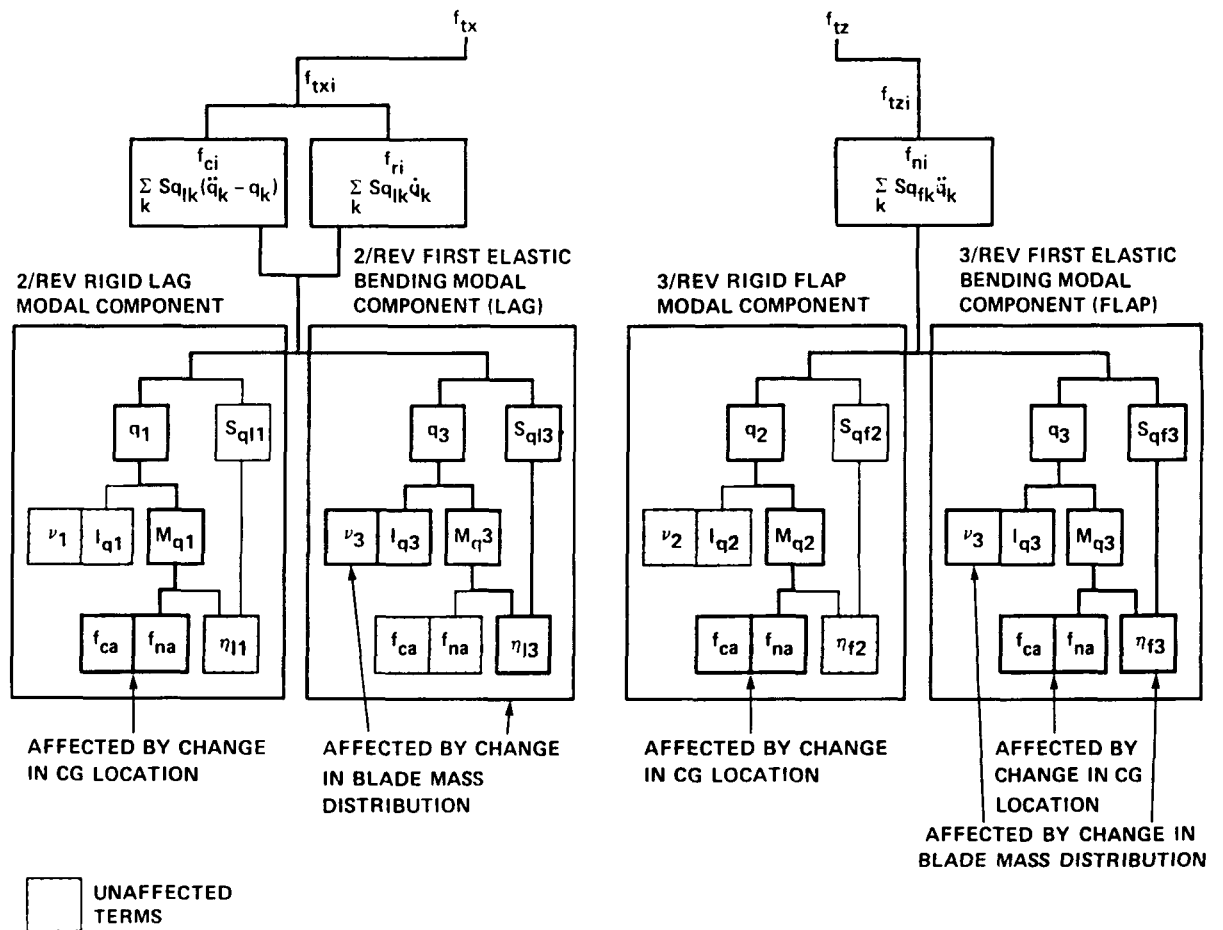 f_tx
f_tz
f_txi
f_tzi
f_ci
Σ_k Sq_lk(q̈_k – q_k)
f_ri
Σ_k Sq_lk q̇_k
f_ni
Σ_k Sq_fk q̈_k
2/REV RIGID LAG
MODAL COMPONENT
2/REV FIRST ELASTIC
BENDING MODAL
COMPONENT (LAG)
3/REV RIGID FLAP
MODAL COMPONENT
3/REV FIRST ELASTIC
BENDING MODAL
COMPONENT (FLAP)
q_1
S_ql1
q_3
S_ql3
q_2
S_qf2
q_3
S_qf3
ν_1
I_q1
M_q1
ν_3
I_q3
M_q3
ν_2
I_q2
M_q2
ν_3
I_q3
M_q3
f_ca
f_na
η_l1
f_ca
f_na
η_l3
f_ca
f_na
η_f2
f_ca
f_na
η_f3
AFFECTED BY CHANGE
IN CG LOCATION
AFFECTED BY CHANGE
IN BLADE MASS
DISTRIBUTION
AFFECTED BY CHANGE
IN CG LOCATION
AFFECTED BY
CHANGE IN CG
LOCATION
AFFECTED BY CHANGE IN
BLADE MASS DISTRIBUTION
UNAFFECTED
TERMS